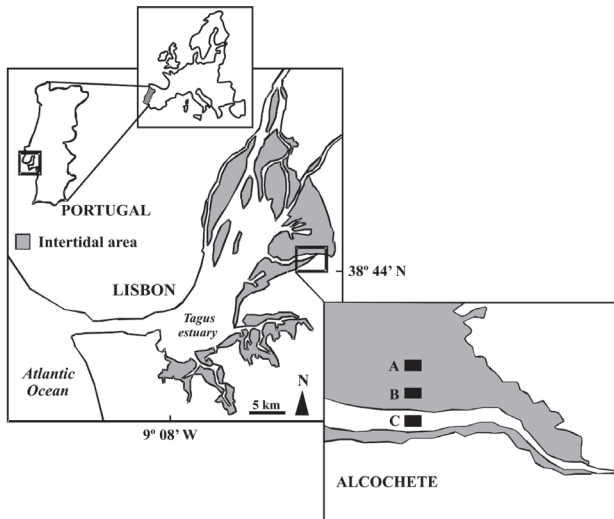 PORTUGAL
Intertidal area
38º 44' N
LISBON
Tagus
estuary
Atlantic
Ocean
5 km
N
9º 08' W
A
B
C
ALCOCHETE